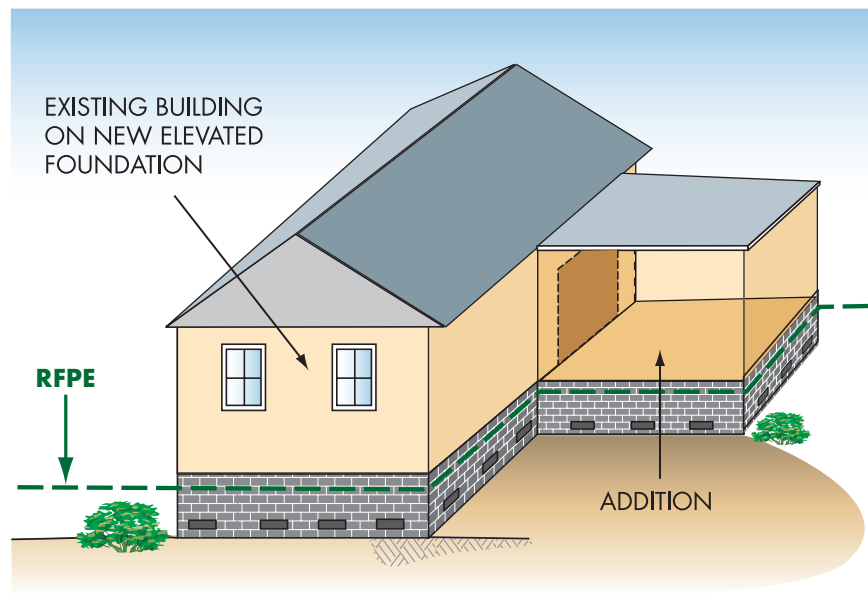 EXISTING BUILDING
ON NEW ELEVATED
FOUNDATION
RFPE
ADDITION